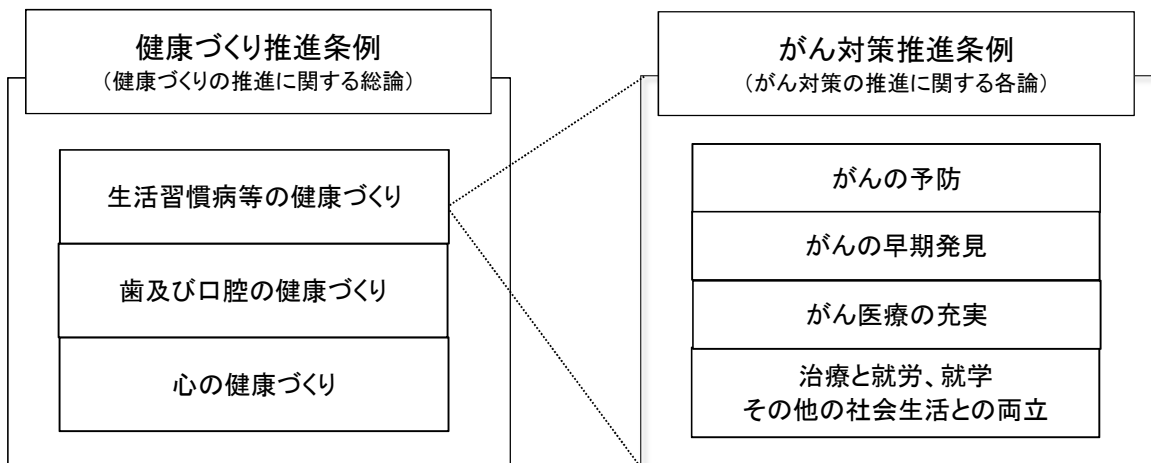 健康づくり推進条例
（健康づくりの推進に関する総論）
生活習慣病等の健康づくり
歯及び口腔の健康づくり
心の健康づくり
がん対策推進条例
（がん対策の推進に関する各論）
がんの予防
がんの早期発見
がん医療の充実
治療と就労、就学
その他の社会生活との両立